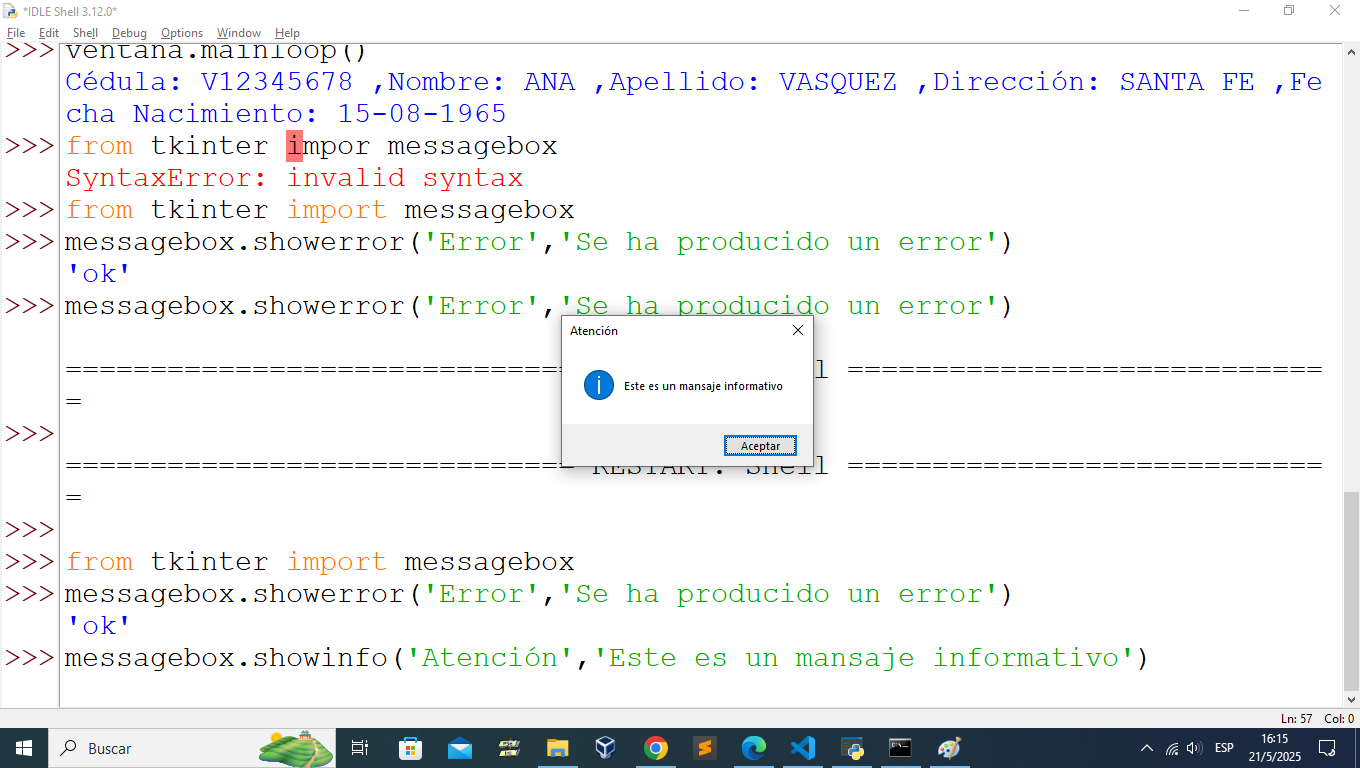 *IDLE Shell 3.12.0*
File Edit Shell Debug Options Window Help
>>> ventana.mainloop()
Cédula: V12345678 ,Nombre: ANA ,Apellido: VASQUEZ ,Dirección: SANTA FE ,Fe
cha Nacimiento: 15-08-1965
>>> from tkinter impor messagebox
SyntaxError: invalid syntax
>>> from tkinter import messagebox
>>> messagebox.showerror('Error','Se ha producido un error')
'ok'
>>> messagebox.showerror('Error','Se ha producido un error')
Atención
============================== l ============================
=
Este es un mansaje informativo
>>>
Aceptar
============================== RESTART: Shell ============================
=
>>>
>>> from tkinter import messagebox
>>> messagebox.showerror('Error','Se ha producido un error')
'ok'
>>> messagebox.showinfo('Atención','Este es un mansaje informativo')
Ln: 57 Col: 0
Buscar
ESP
16:15
21/5/2025